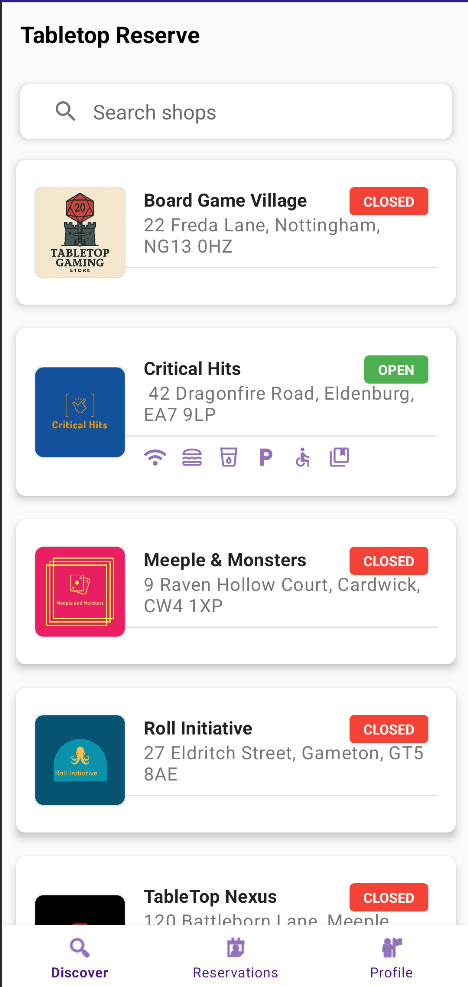 Tabletop Reserve
Search shops
20
TABLETOP
GAMING
STORE
Board Game Village
CLOSED
22 Freda Lane, Nottingham,
NG13 0HZ
Critical Hits
Critical Hits
OPEN
42 Dragonfire Road, Eldenburg,
EA7 9LP
P
Meeple and Monsters
Meeple & Monsters
CLOSED
9 Raven Hollow Court, Cardwick,
CW4 1XP
Roll Initiative
Roll Initiative
CLOSED
27 Eldritch Street, Gameton, GT5
8AE
TableTop Nexus
CLOSED
120 Battleborn Lane, Meeple
Discover
Reservations
Profile